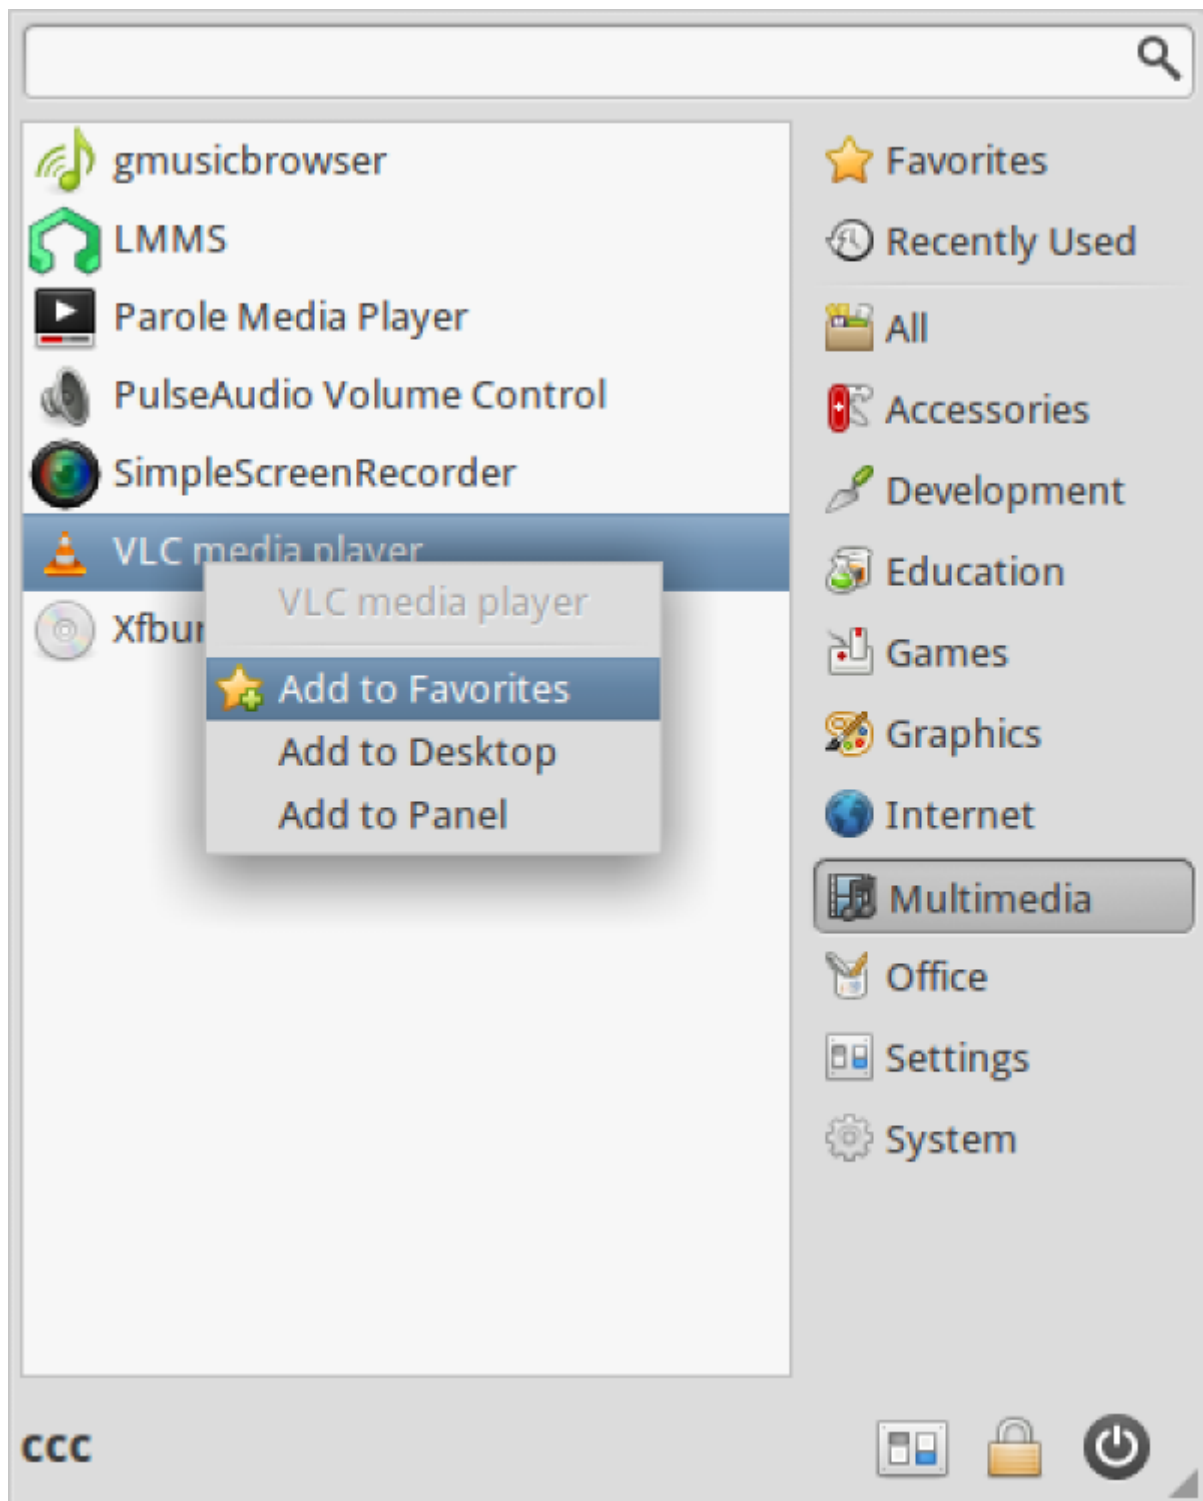 gmusicbrowser
LMMS
Parole Media Player
PulseAudio Volume Control
SimpleScreenRecorder
VLC media player
VLC media player
Add to Favorites
Add to Desktop
Add to Panel
Favorites
Recently Used
All
Accessories
Development
Education
Games
Graphics
Internet
Multimedia
Office
Settings
System
ccc